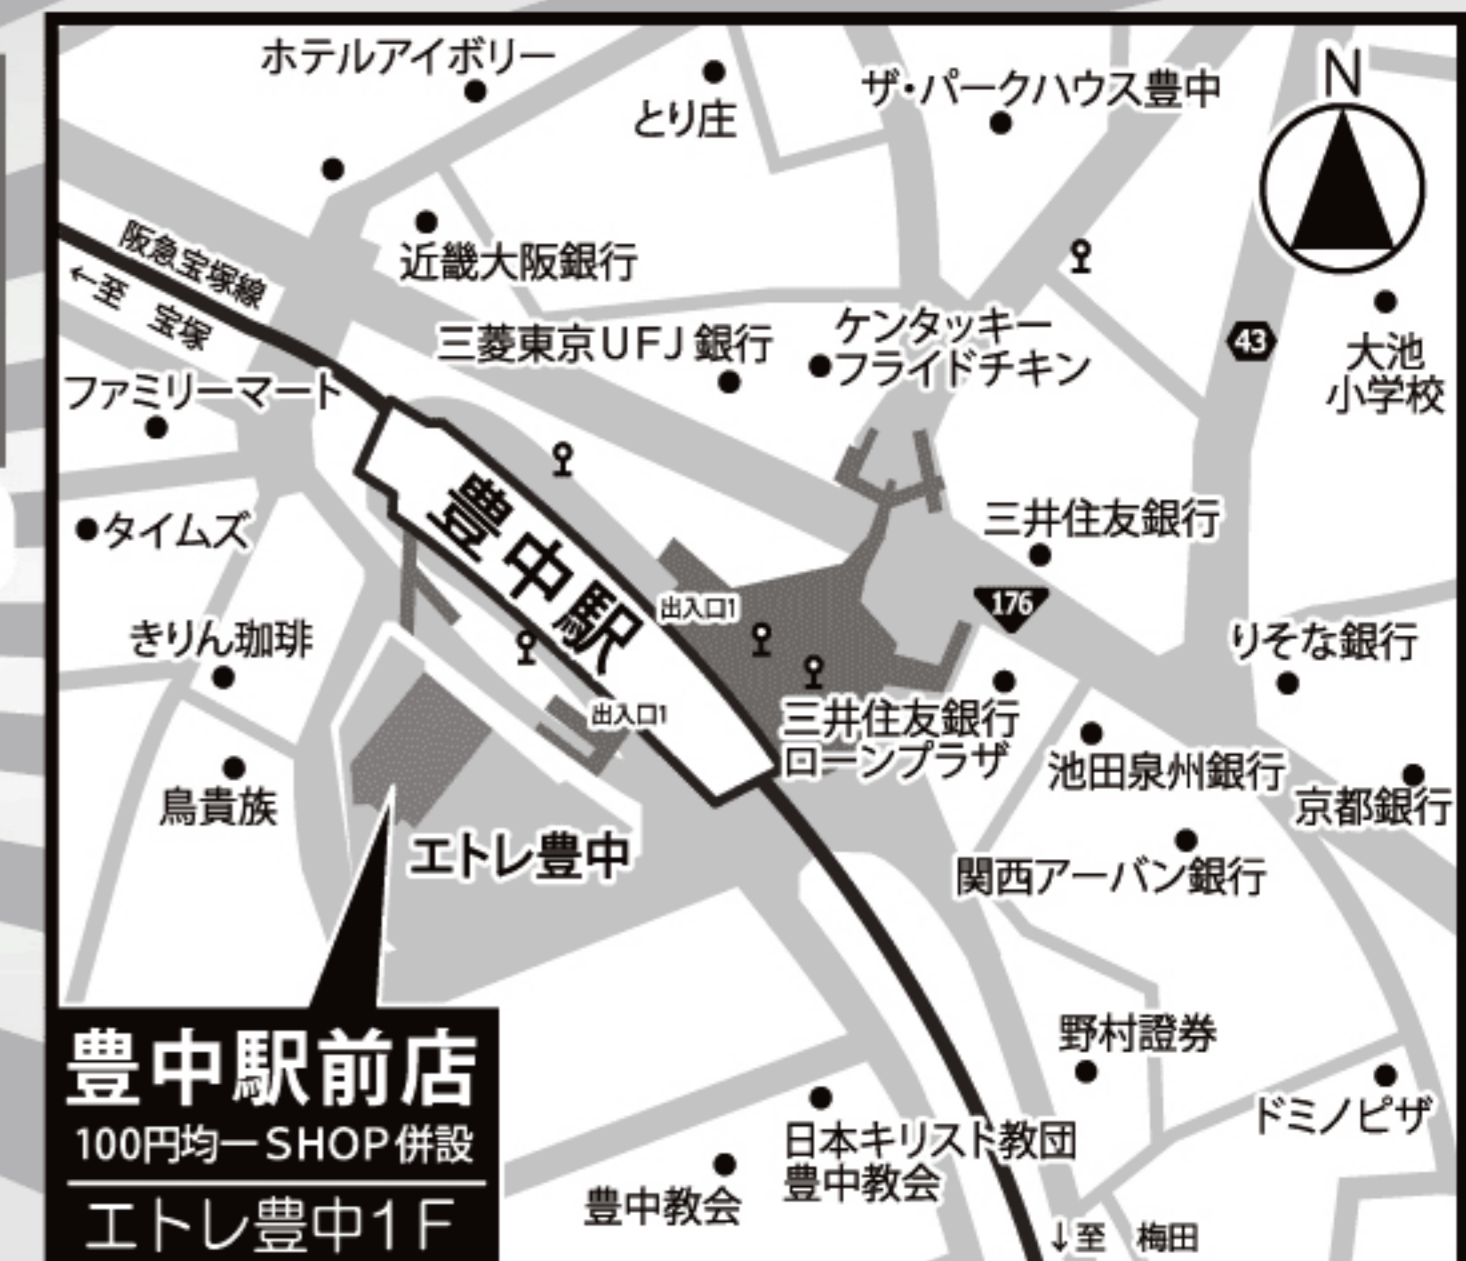 ホテルアイボリー
とり庄
ザ・パークハウス豊中
N
近畿大阪銀行
阪急宝塚線
←至 宝塚
三菱東京UFJ銀行
ケンタッキー
フライドチキン
43
大池
小学校
ファミリーマート
タイムズ
豊中駅
三井住友銀行
176
出入口1
きりん珈琲
りそな銀行
出入口1
三井住友銀行
ローンプラザ
池田泉州銀行
京都銀行
鳥貴族
エトレ豊中
関西アーバン銀行
野村證券
ドミノピザ
日本キリスト教団
豊中教会
豊中教会
↓至 梅田
豊中駅前店
100円均一SHOP併設
エトレ豊中1F